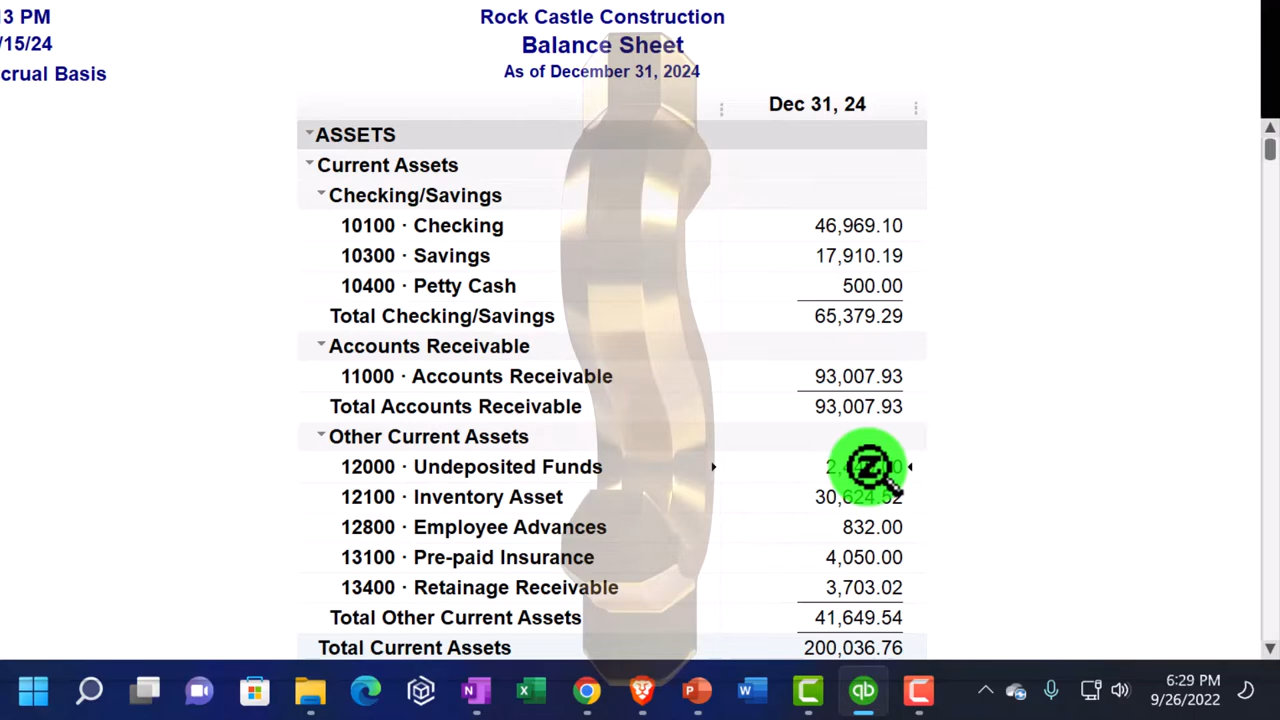 13 PM
Rock Castle Construction
/15/24
Balance Sheet
crual Basis
As of December 31, 2024
Dec 31, 24
ASSETS
Current Assets
Checking/Savings
10100 · Checking 46,969.10
10300 · Savings 17,910.19
10400 · Petty Cash 500.00
Total Checking/Savings 65,379.29
Accounts Receivable
11000 · Accounts Receivable 93,007.93
Total Accounts Receivable 93,007.93
Other Current Assets
12000 · Undeposited Funds
12100 · Inventory Asset 30,624.52
12800 · Employee Advances 832.00
13100 · Pre-paid Insurance 4,050.00
13400 · Retainage Receivable 3,703.02
Total Other Current Assets 41,649.54
Total Current Assets 200,036.76
6:29 PM
9/26/2022